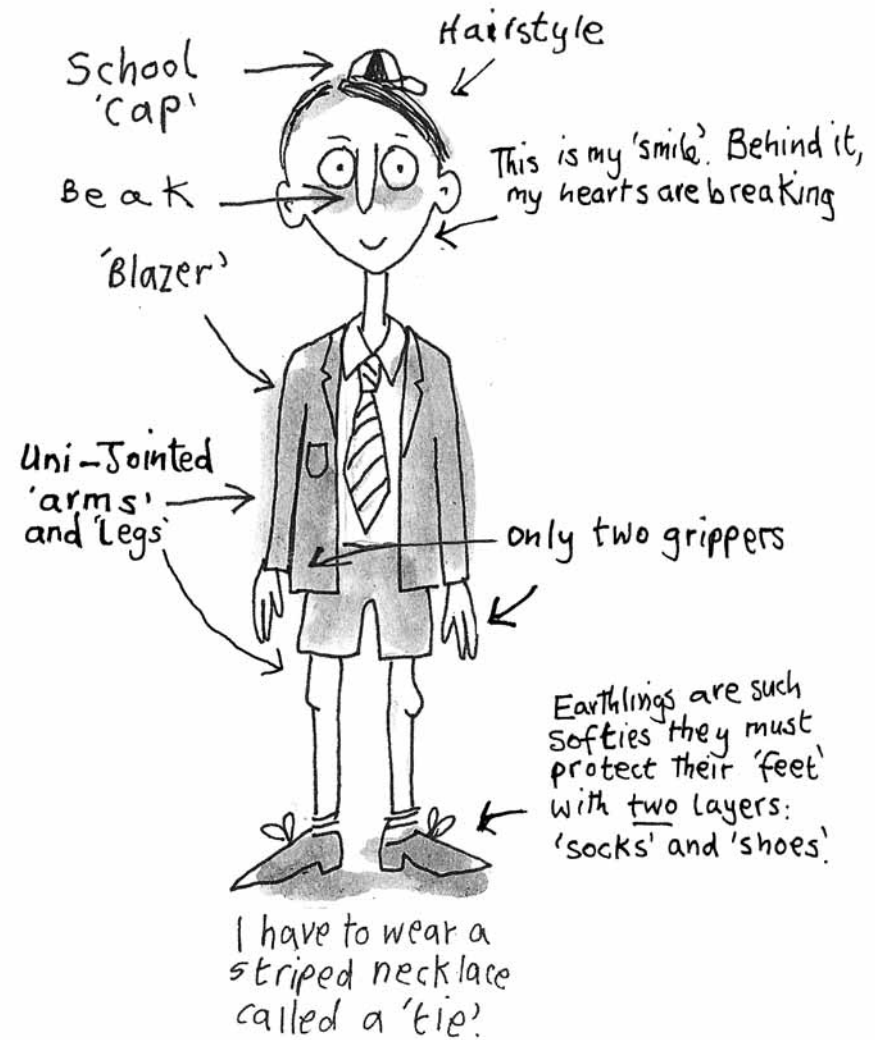 Hairstyle
School
'Cap'
This is my 'smile'. Behind it,
my hearts are breaking
Beak
'Blazer'
Uni-Jointed
'arms'
and 'Legs'
only two grippers
Earthlings are such
softies they must
protect their 'feet'
with two layers:
'socks' and 'shoes'.
I have to wear a
striped necklace
called a 'tie'.